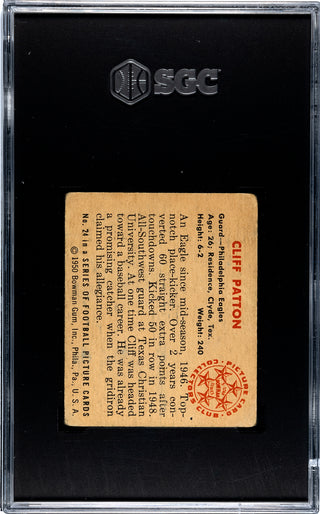 SGC
CLIFF PATTON
Guard—Philadelphia Eagles
Age: 26; Residence, Clyde, Tex.
Height: 6-2 Weight: 240
An Eagle since mid-season, 1946. Top-
notch place-kicker. Over 2 years con-
verted 60 straight extra points after
touchdowns. Kicked 50 in row in 1948.
All-Southwest guard at Texas Christian
University. At one time Cliff was headed
toward a baseball career. He was already
a promising catcher when the gridiron
claimed his allegiance.
No. 24 in a SERIES OF FOOTBALL PICTURE CARDS
© 1950 Bowman Gum, Inc., Phila., Pa., U. S. A.
PICTURE CARD
COLLECTORS CLUB